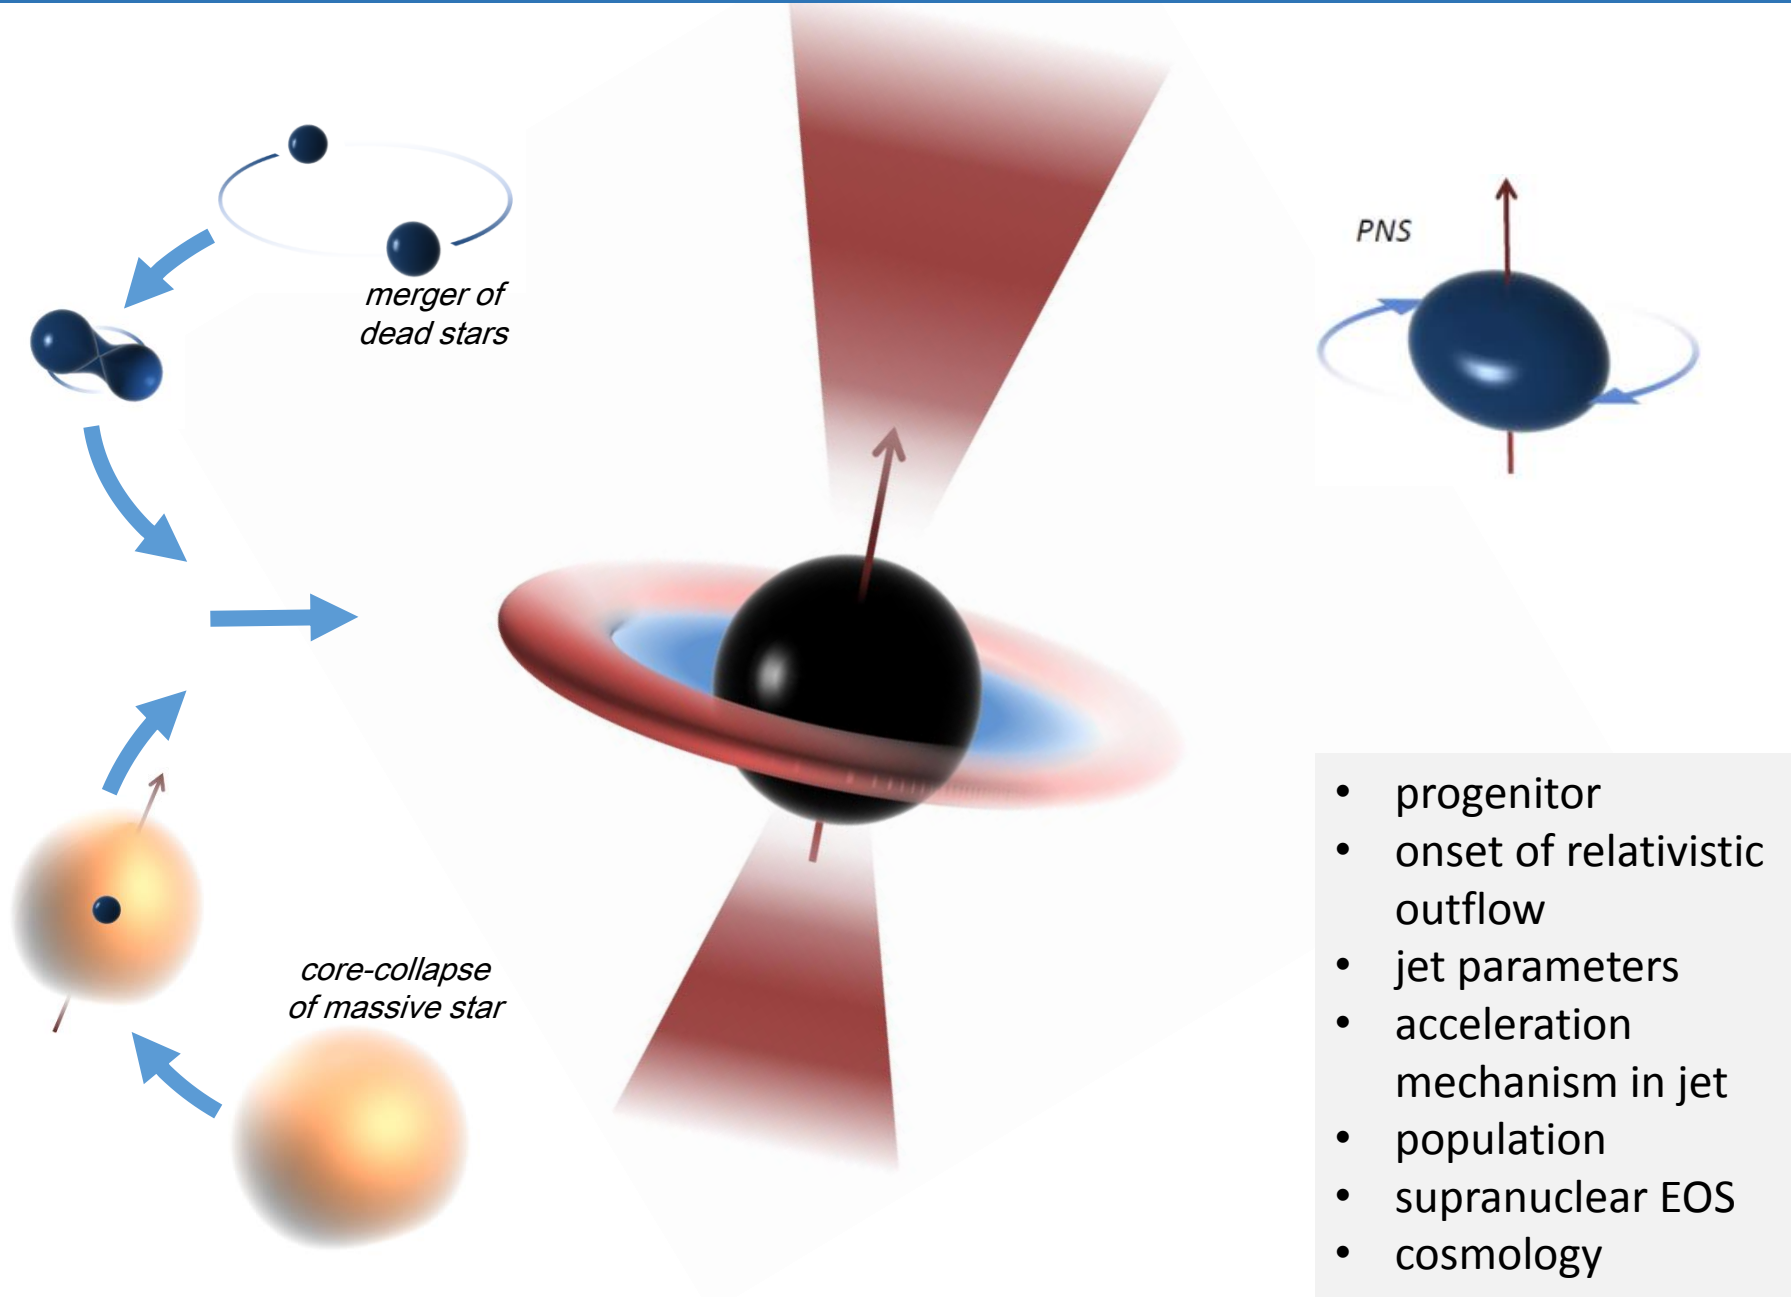 merger of
dead stars
PNS
core-collapse
of massive star
• progenitor
• onset of relativistic
outflow
• jet parameters
• acceleration
mechanism in jet
• population
• supranuclear EOS
• cosmology